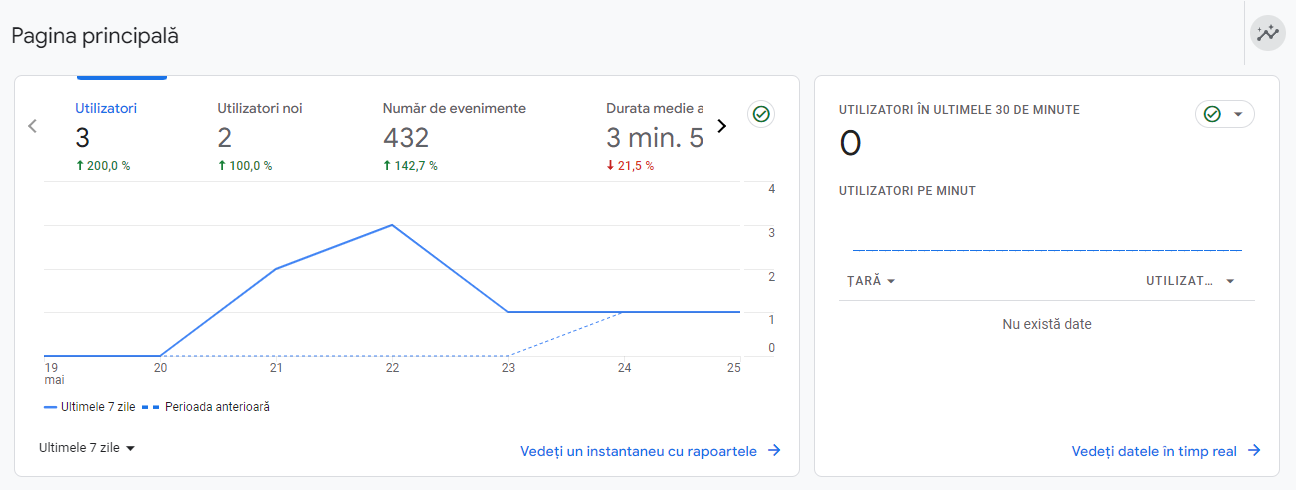 Pagina principală
Utilizatori
3
200,0 %
Utilizatori noi
2
100,0 %
Număr de evenimente
432
142,7 %
Durata medie a
3 min. 5
21,5 %
4
3
2
1
0
19
mai
20
21
22
23
24
25
Ultimele 7 zile
Perioada anterioară
Ultimele 7 zile
Vedeți un instantaneu cu rapoartele
UTILIZATORI ÎN ULTIMELE 30 DE MINUTE
0
UTILIZATORI PE MINUT
ȚARĂ
UTILIZAT…
Nu există date
Vedeți datele în timp real